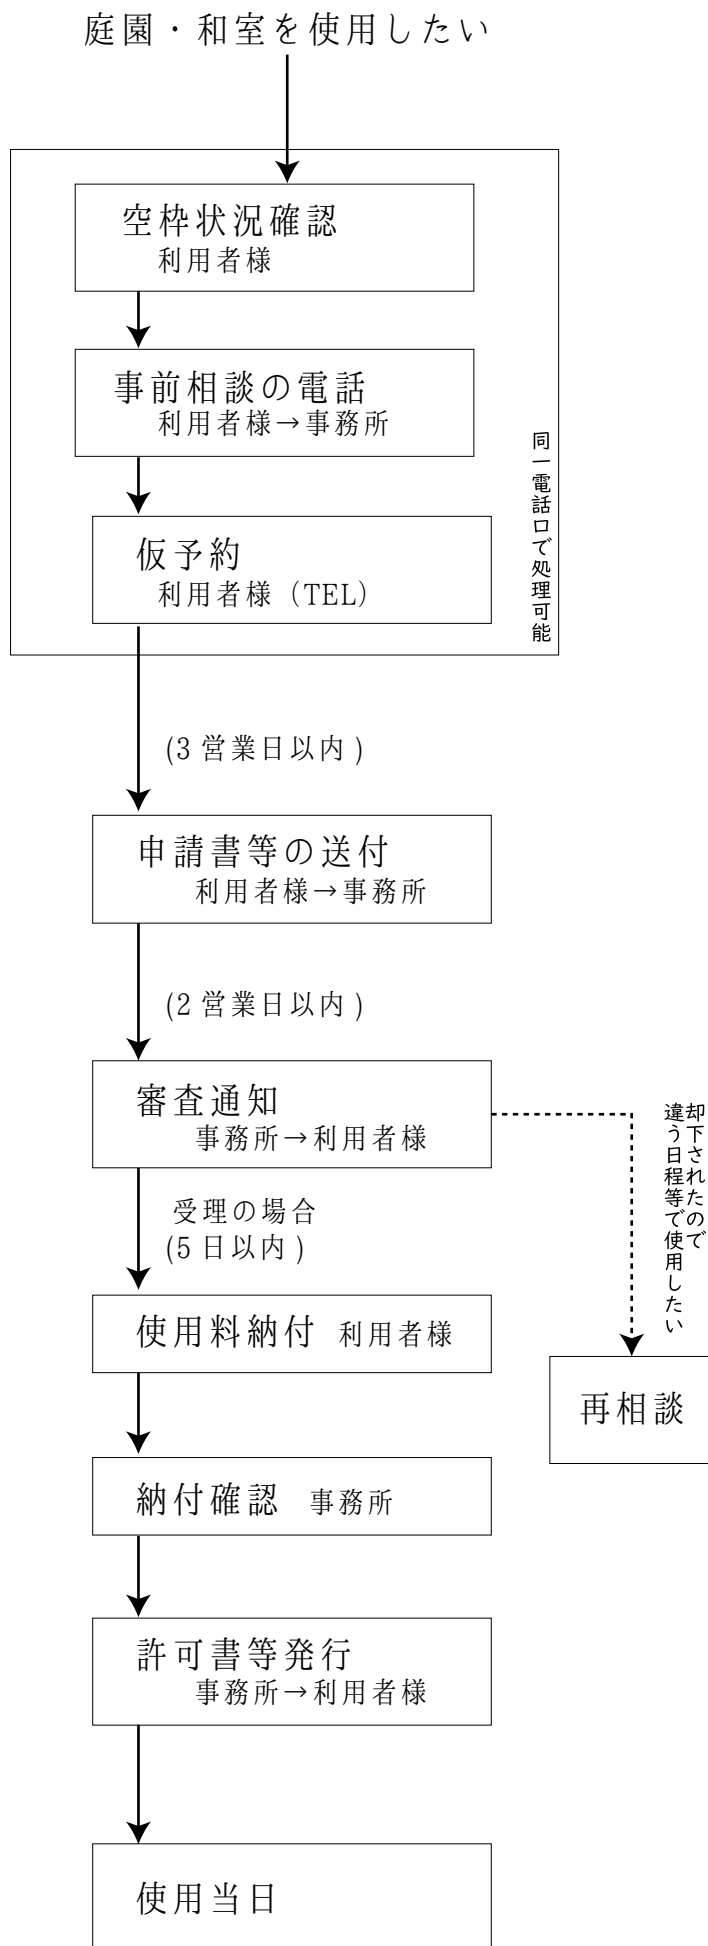 庭園・和室を使用したい
空枠状況確認
利用者様
事前相談の電話
利用者様→事務所
仮予約
利用者様（TEL）
同一電話口で処理可能
(3 営業日以内 )
申請書等の送付
利用者様→事務所
(2 営業日以内 )
審査通知
事務所→利用者様
却下されたので
違う日程等で使用したい
受理の場合
(5 日以内 )
使用料納付 利用者様
再相談
納付確認 事務所
許可書等発行
事務所→利用者様
使用当日